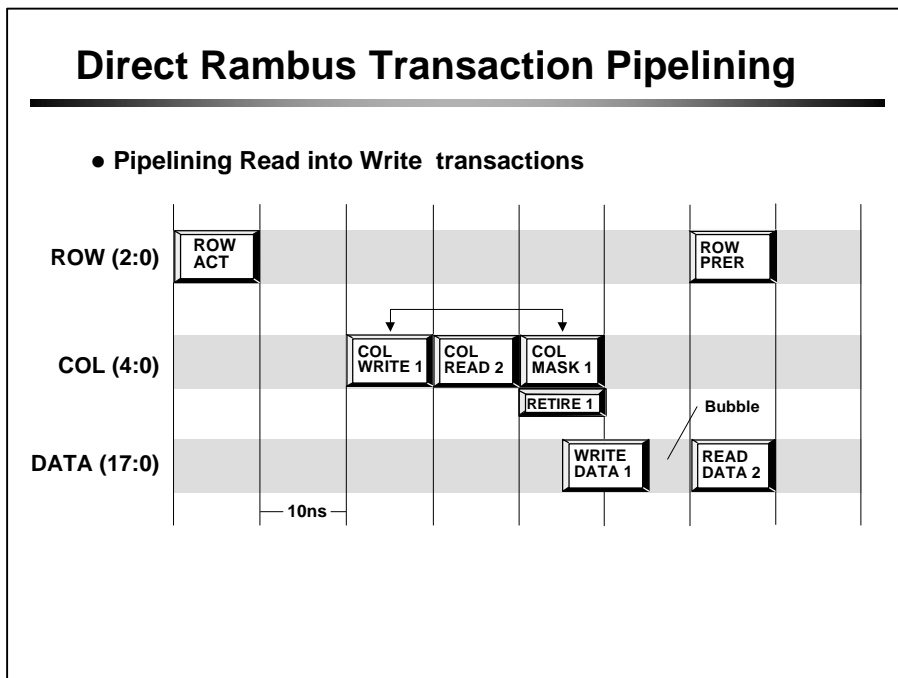 Direct Rambus Transaction Pipelining
● Pipelining Read into Write transactions
ROW (2:0)
ROW
ACT
ROW
PRER
COL (4:0)
COL
WRITE 1
COL
READ 2
COL
MASK 1
RETIRE 1
Bubble
DATA (17:0)
WRITE
DATA 1
READ
DATA 2
10ns